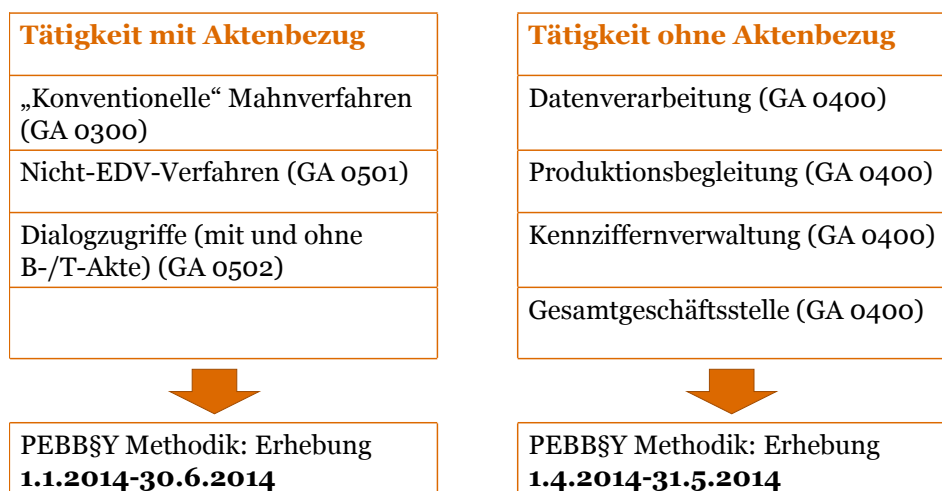 Tätigkeit mit Aktenbezug
„Konventionelle“ Mahnverfahren
(GA 0300)
Nicht-EDV-Verfahren (GA 0501)
Dialogzugriffe (mit und ohne
B-/T-Akte) (GA 0502)
PEBB§Y Methodik: Erhebung
1.1.2014-30.6.2014
Tätigkeit ohne Aktenbezug
Datenverarbeitung (GA 0400)
Produktionsbegleitung (GA 0400)
Kennziffernverwaltung (GA 0400)
Gesamtgeschäftsstelle (GA 0400)
PEBB§Y Methodik: Erhebung
1.4.2014-31.5.2014